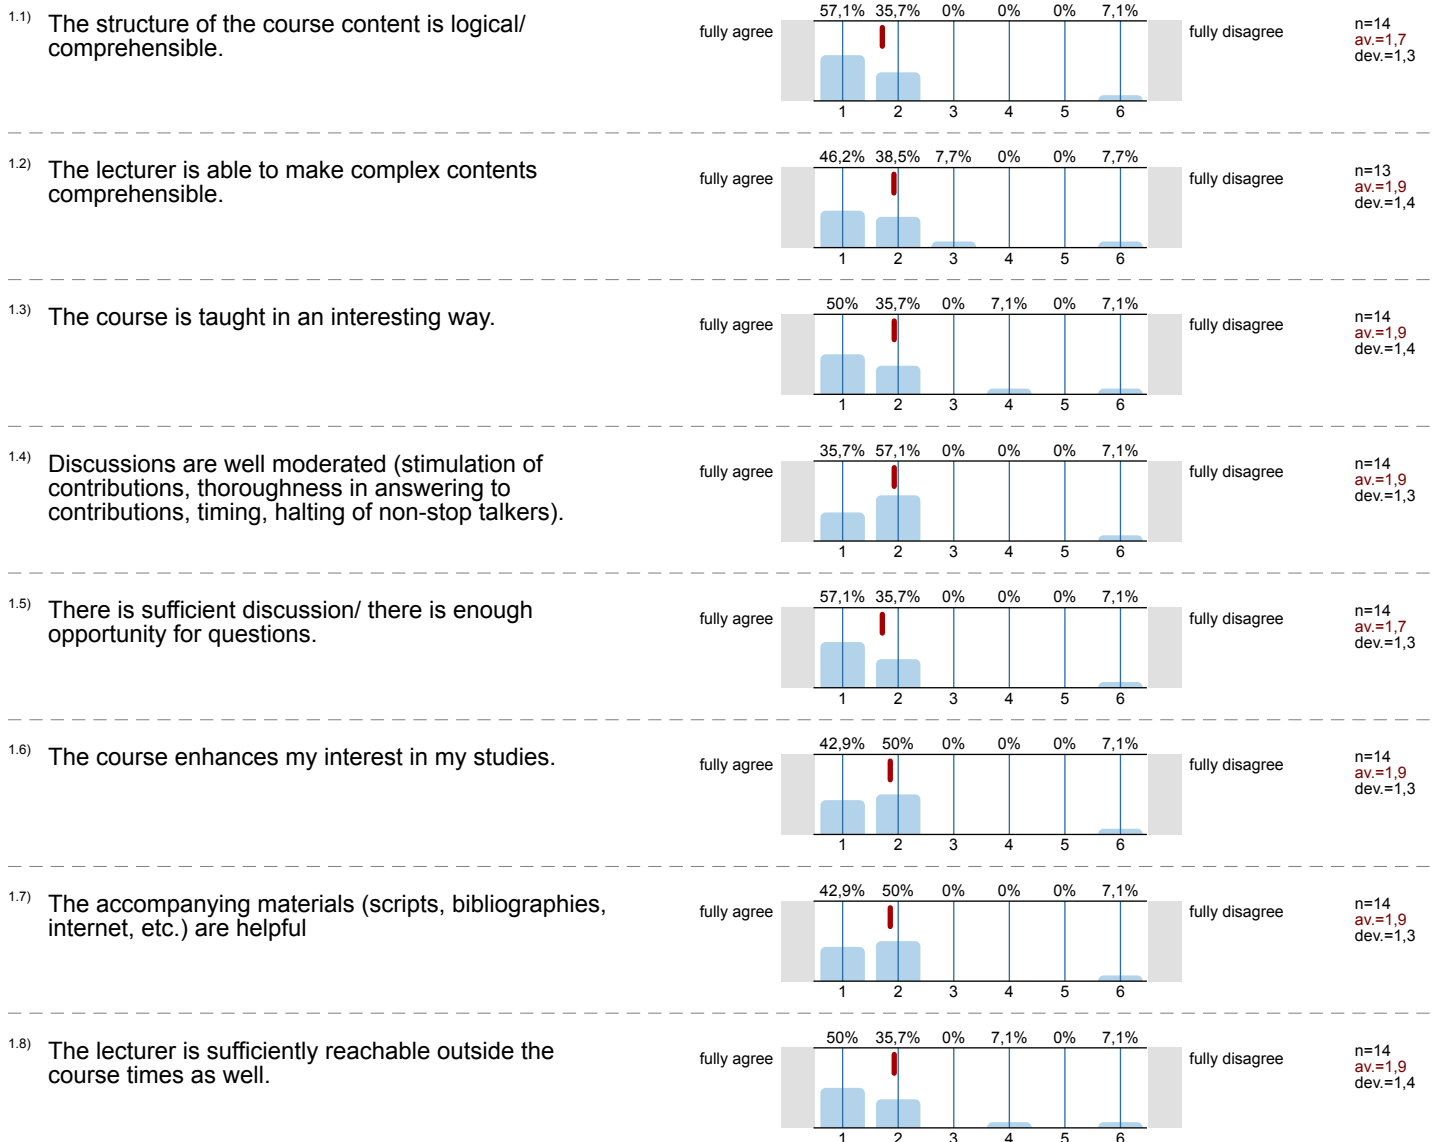 1.1) The structure of the course content is logical/
comprehensible.
57,1% 35,7% 0% 0% 0% 7,1%
fully agree
fully disagree
n=14
av.=1,7
dev.=1,3
1 2 3 4 5 6
1.2) The lecturer is able to make complex contents
comprehensible.
46,2% 38,5% 7,7% 0% 0% 7,7%
fully agree
fully disagree
n=13
av.=1,9
dev.=1,4
1 2 3 4 5 6
1.3) The course is taught in an interesting way.
50% 35,7% 0% 7,1% 0% 7,1%
fully agree
fully disagree
n=14
av.=1,9
dev.=1,4
1 2 3 4 5 6
1.4) Discussions are well moderated (stimulation of
contributions, thoroughness in answering to
contributions, timing, halting of non-stop talkers).
35,7% 57,1% 0% 0% 0% 7,1%
fully agree
fully disagree
n=14
av.=1,9
dev.=1,3
1 2 3 4 5 6
1.5) There is sufficient discussion/ there is enough
opportunity for questions.
57,1% 35,7% 0% 0% 0% 7,1%
fully agree
fully disagree
n=14
av.=1,7
dev.=1,3
1 2 3 4 5 6
1.6) The course enhances my interest in my studies.
42,9% 50% 0% 0% 0% 7,1%
fully agree
fully disagree
n=14
av.=1,9
dev.=1,3
1 2 3 4 5 6
1.7) The accompanying materials (scripts, bibliographies,
internet, etc.) are helpful
42,9% 50% 0% 0% 0% 7,1%
fully agree
fully disagree
n=14
av.=1,9
dev.=1,3
1 2 3 4 5 6
1.8) The lecturer is sufficiently reachable outside the
course times as well.
50% 35,7% 0% 7,1% 0% 7,1%
fully agree
fully disagree
n=14
av.=1,9
dev.=1,4
1 2 3 4 5 6